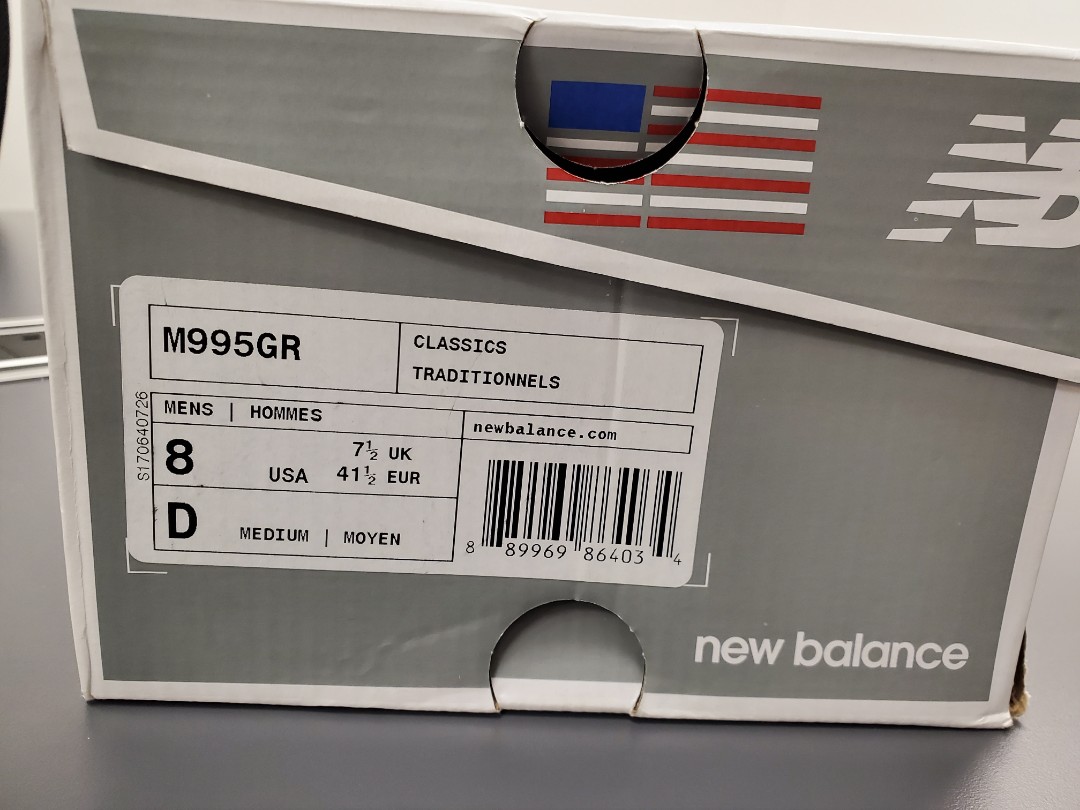 NB
M995GR
CLASSICS
TRADITIONNELS
S170640726
MENS | HOMMES
newbalance.com
8
7½ UK
USA 41½ EUR
D MEDIUM | MOYEN
8 89969 86403 4
new balance